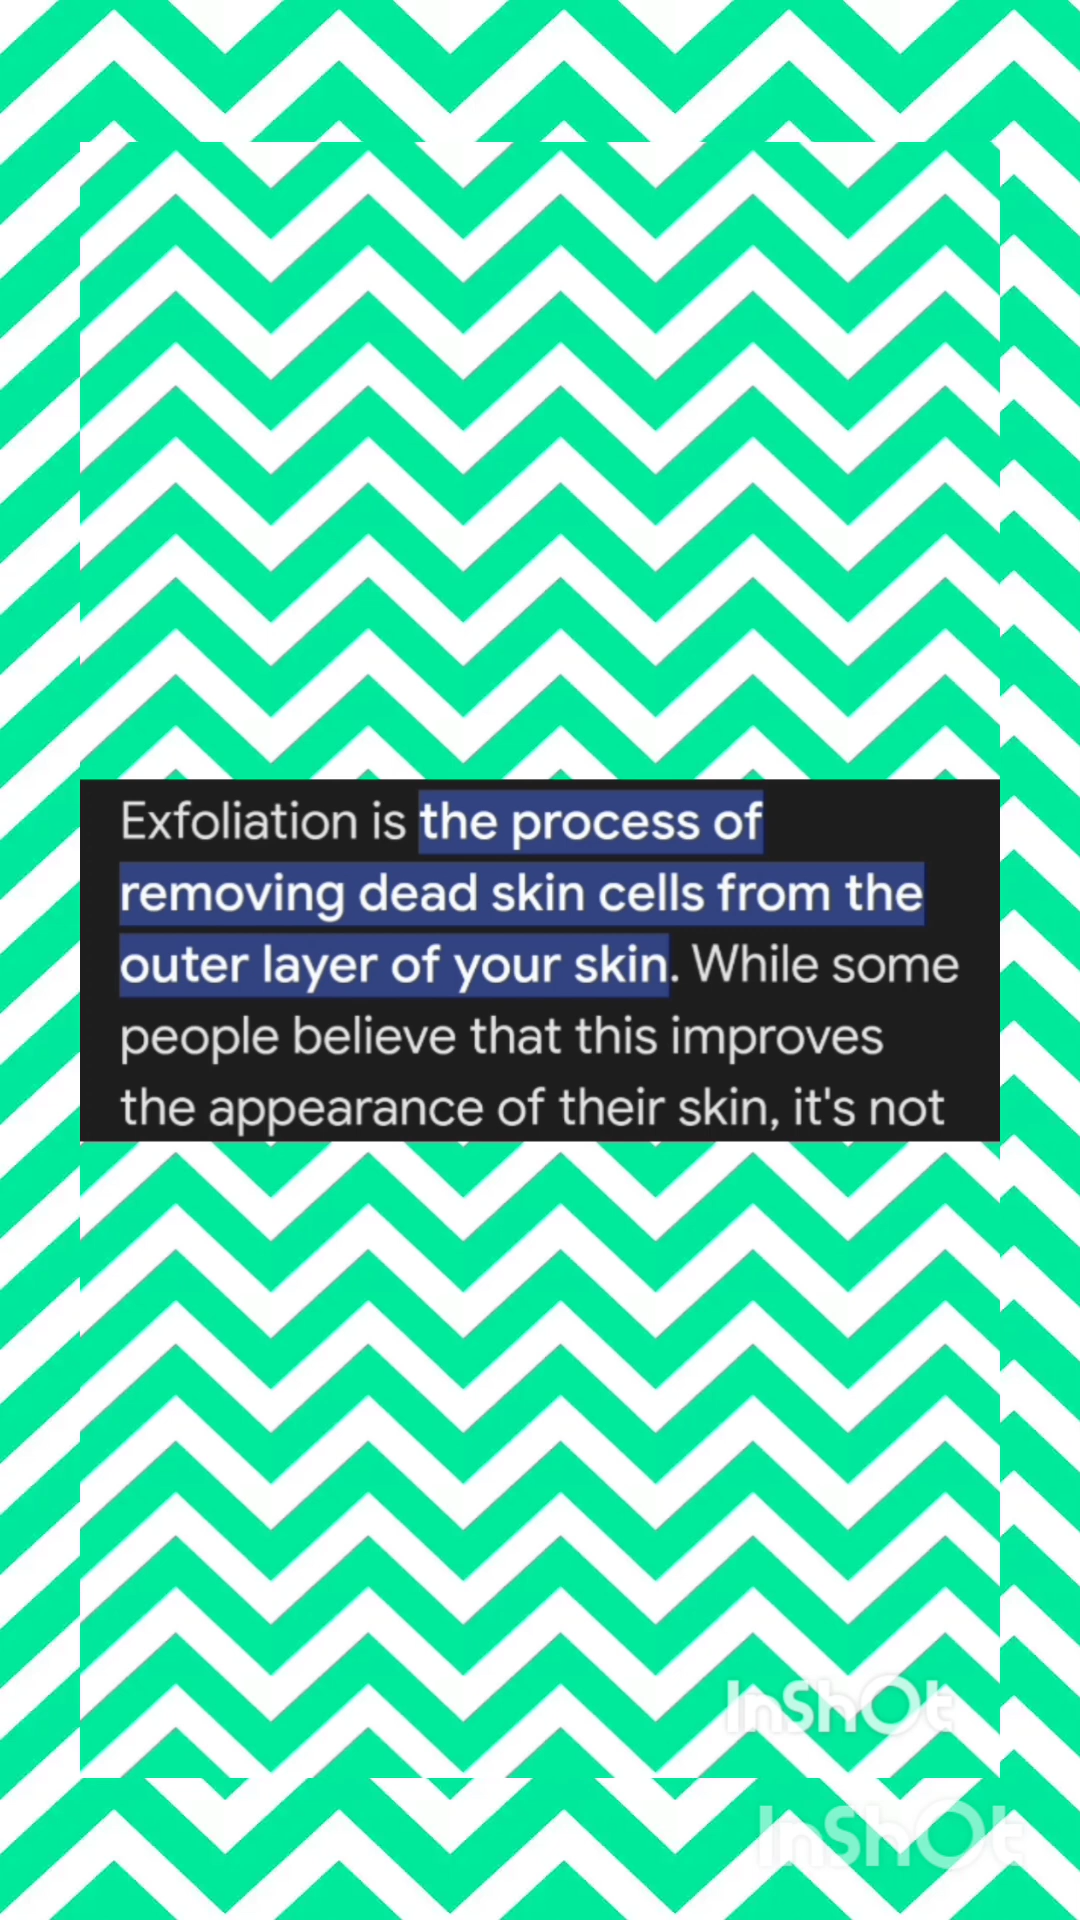 Exfoliation is the process of
removing dead skin cells from the
outer layer of your skin. While some
people believe that this improves
the appearance of their skin, it's not
InShOt
InShOt